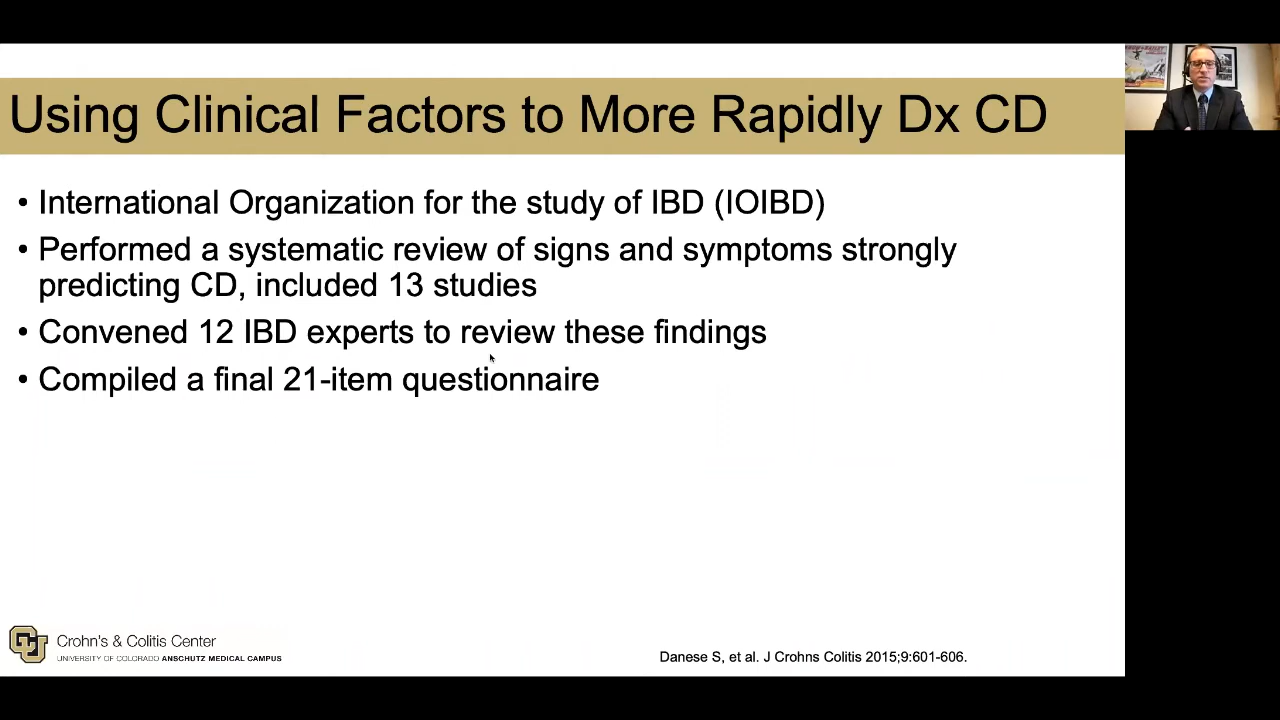 Using Clinical Factors to More Rapidly Dx CD
• International Organization for the study of IBD (IOIBD)
• Performed a systematic review of signs and symptoms strongly
predicting CD, included 13 studies
• Convened 12 IBD experts to review these findings
• Compiled a final 21-item questionnaire
Crohn's & Colitis Center
UNIVERSITY OF COLORADO ANSCHUTZ MEDICAL CAMPUS
Danese S, et al. J Crohns Colitis 2015;9:601-606.